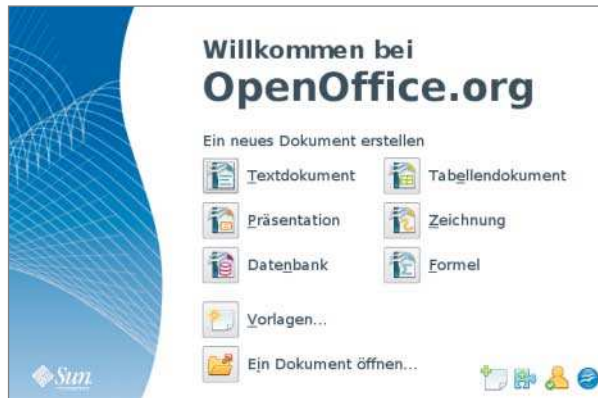 Willkommen bei
OpenOffice.org
Ein neues Dokument erstellen
Textdokument Tabellendokument
Präsentation Zeichnung
Datenbank Formel
Vorlagen...
Ein Dokument öffnen...
Sun